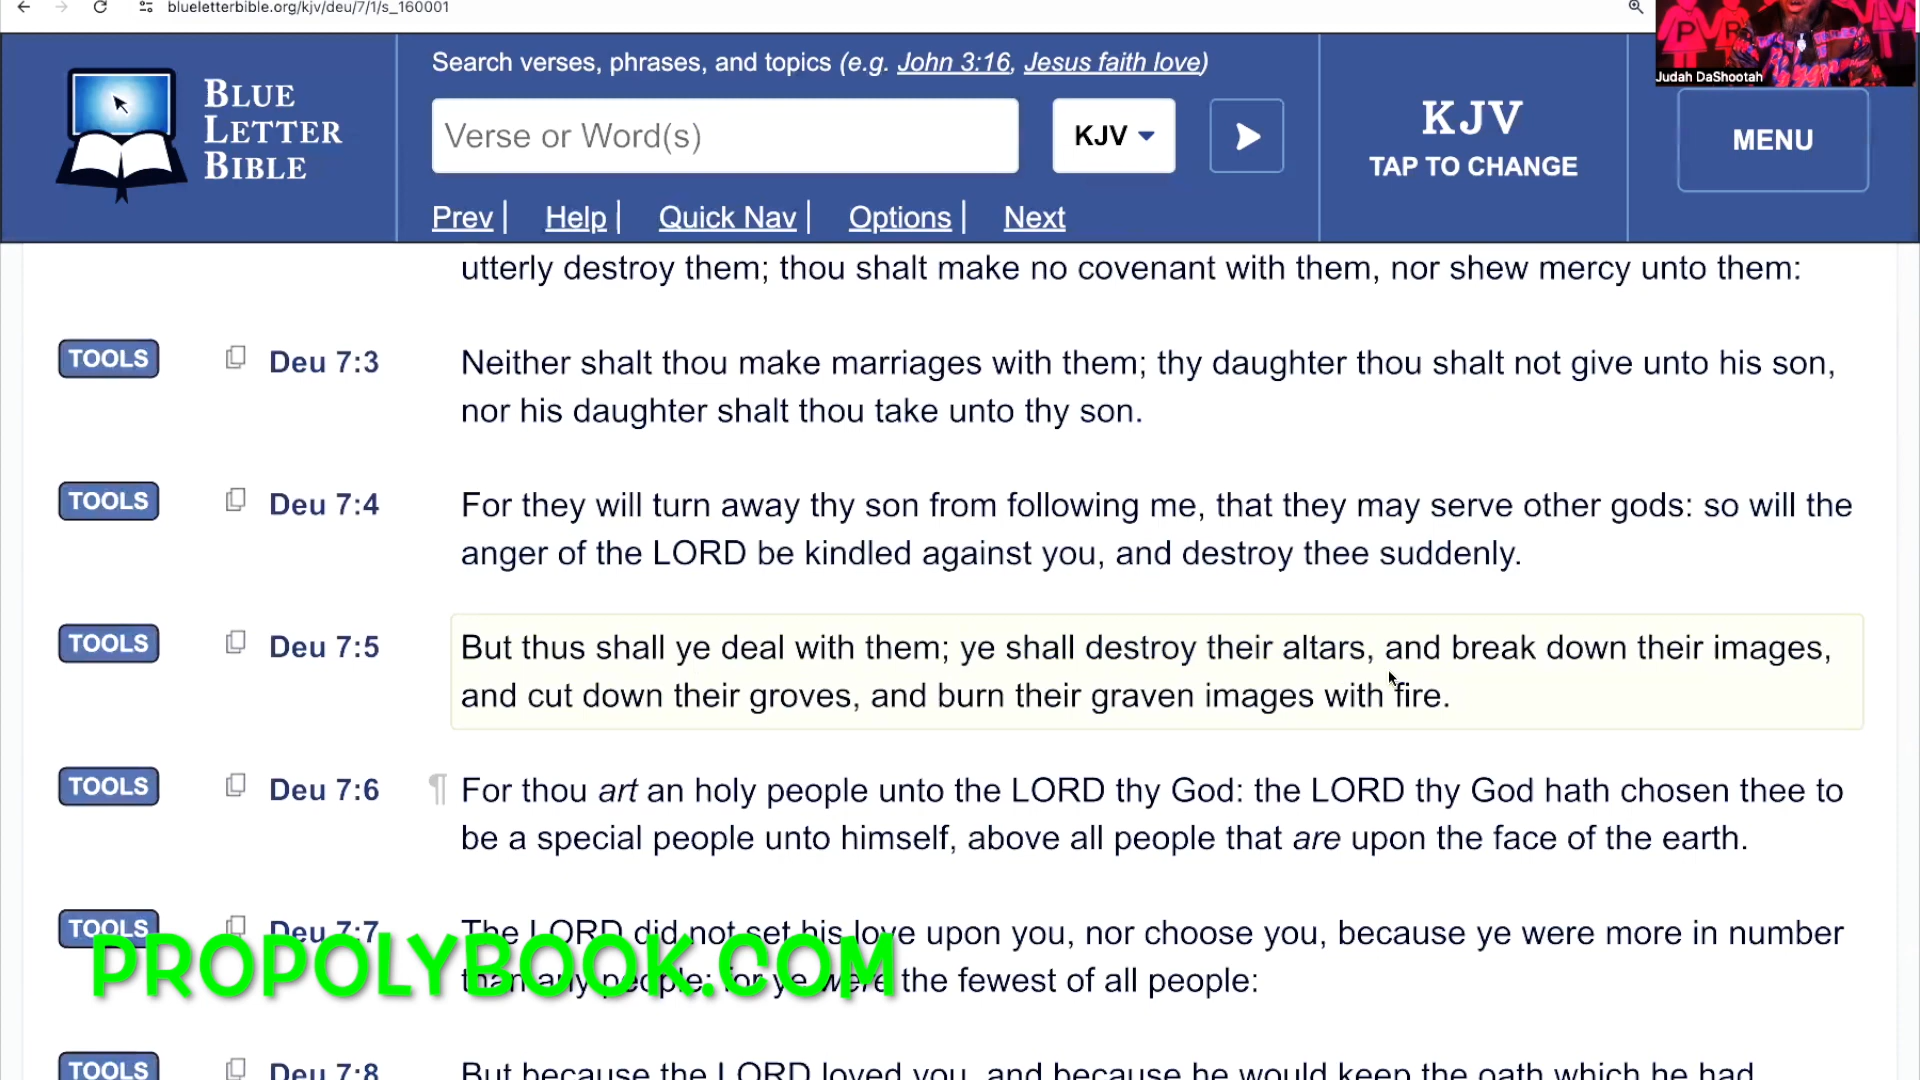 blueletterbible.org/kjv/deu/7/1/s_160001
Judah DaShootah
BLUE
LETTER
BIBLE
Search verses, phrases, and topics (e.g. John 3:16, Jesus faith love)
Verse or Word(s)
KJV
KJV
TAP TO CHANGE
MENU
Prev | Help | Quick Nav | Options | Next
utterly destroy them; thou shalt make no covenant with them, nor shew mercy unto them:
TOOLS Deu 7:3 Neither shalt thou make marriages with them; thy daughter thou shalt not give unto his son,
nor his daughter shalt thou take unto thy son.
TOOLS Deu 7:4 For they will turn away thy son from following me, that they may serve other gods: so will the
anger of the LORD be kindled against you, and destroy thee suddenly.
TOOLS Deu 7:5 But thus shall ye deal with them; ye shall destroy their altars, and break down their images,
and cut down their groves, and burn their graven images with fire.
TOOLS Deu 7:6 ¶ For thou art an holy people unto the LORD thy God: the LORD thy God hath chosen thee to
be a special people unto himself, above all people that are upon the face of the earth.
TOOLS Deu 7:7 The LORD did not set his love upon you, nor choose you, because ye were more in number
than any people; for ye were the fewest of all people:
PROPOLYBOOK.COM
TOOLS Deu 7:8 But because the LORD loved you, and because he would keep the oath which he had